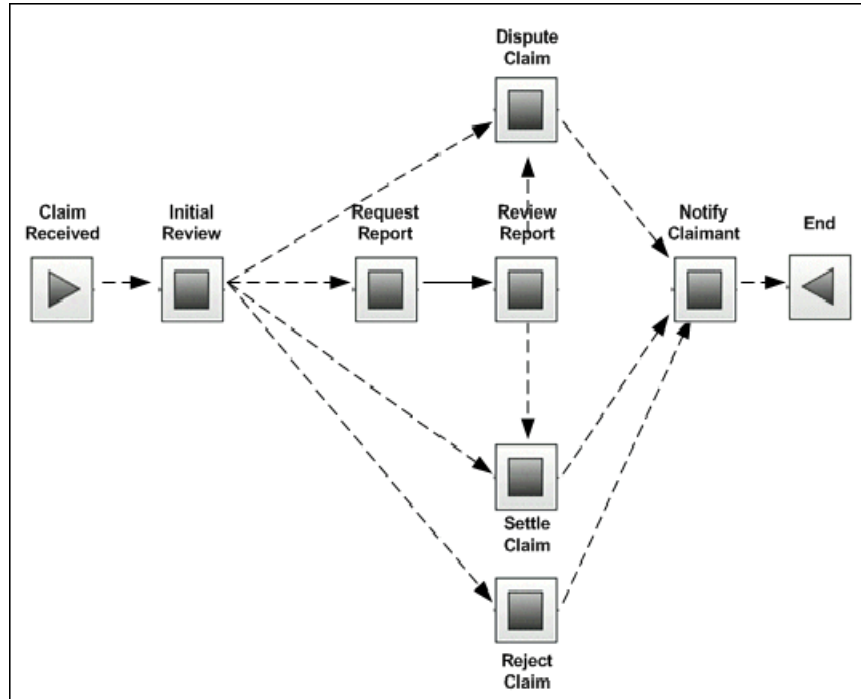 Dispute
Claim
Claim
Received
Initial
Review
Request
Report
Review
Report
Notify
Claimant
End
Settle
Claim
Reject
Claim